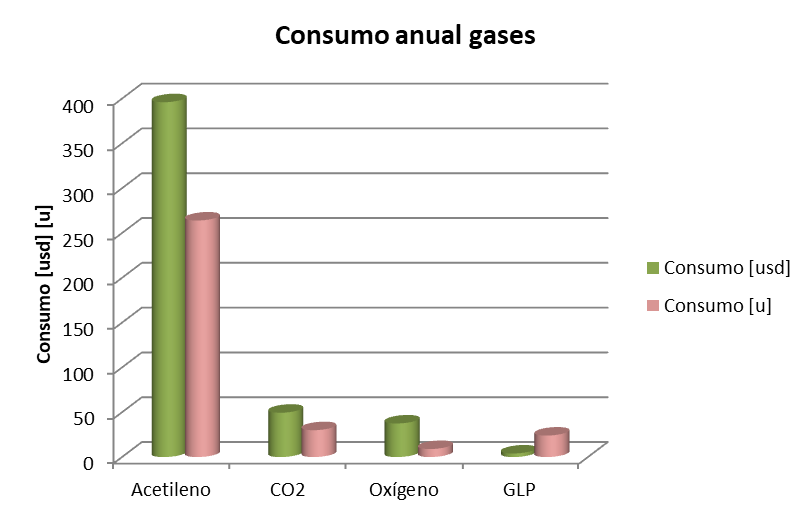 Consumo anual gases
Consumo [usd] [u]
400
350
300
250
200
150
100
50
0
Acetileno
CO2
Oxígeno
GLP
Consumo [usd]
Consumo [u]